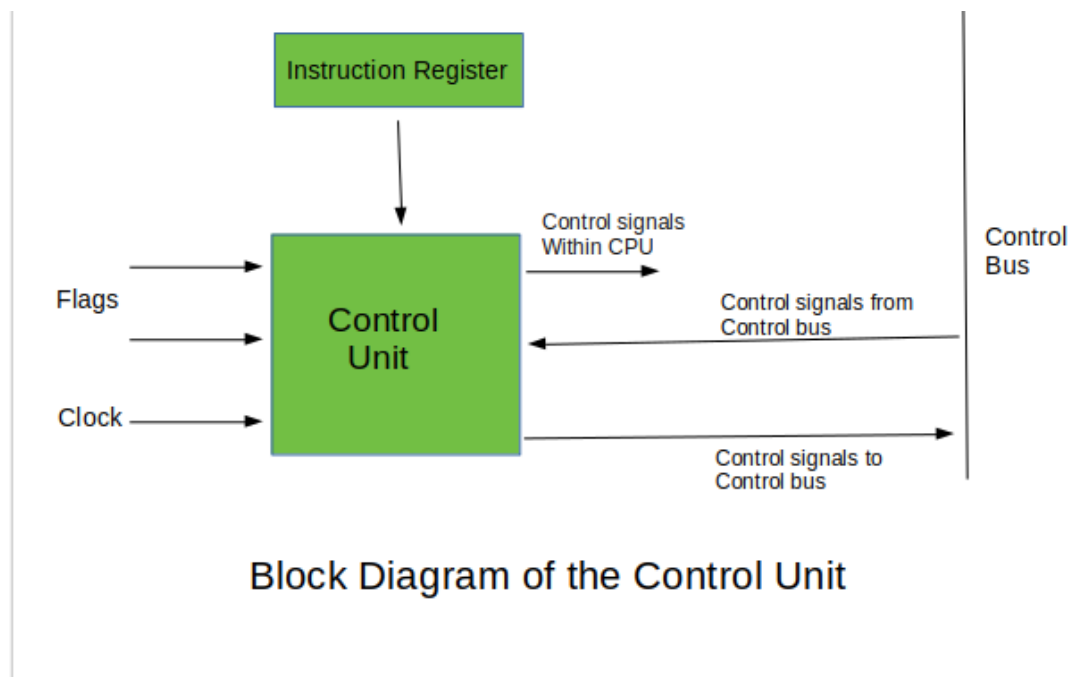 Instruction Register
Control signals
Within CPU
Control
Bus
Flags
Control signals from
Control bus
Control
Unit
Clock
Control signals to
Control bus
Block Diagram of the Control Unit